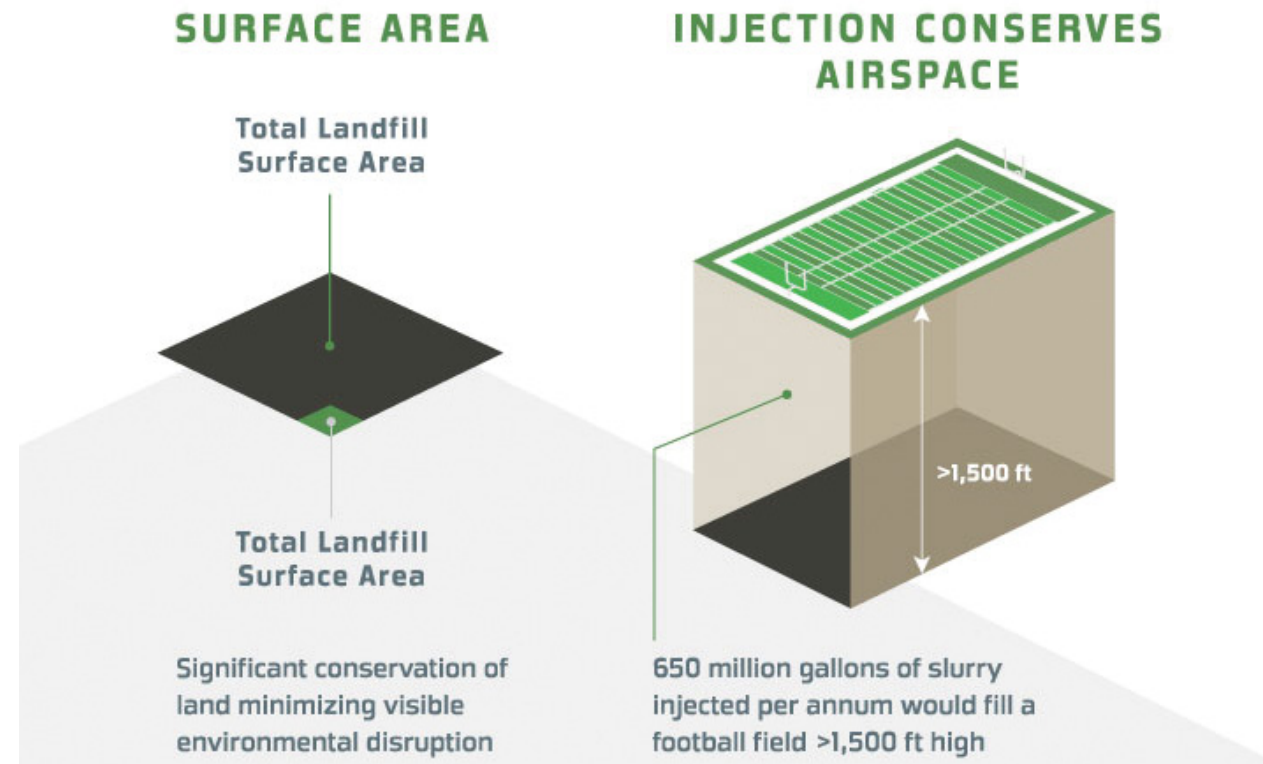 SURFACE AREA
Total Landfill
Surface Area
Total Landfill
Surface Area
Significant conservation of
land minimizing visible
environmental disruption
INJECTION CONSERVES
AIRSPACE
>1,500 ft
650 million gallons of slurry
injected per annum would fill a
football field >1,500 ft high